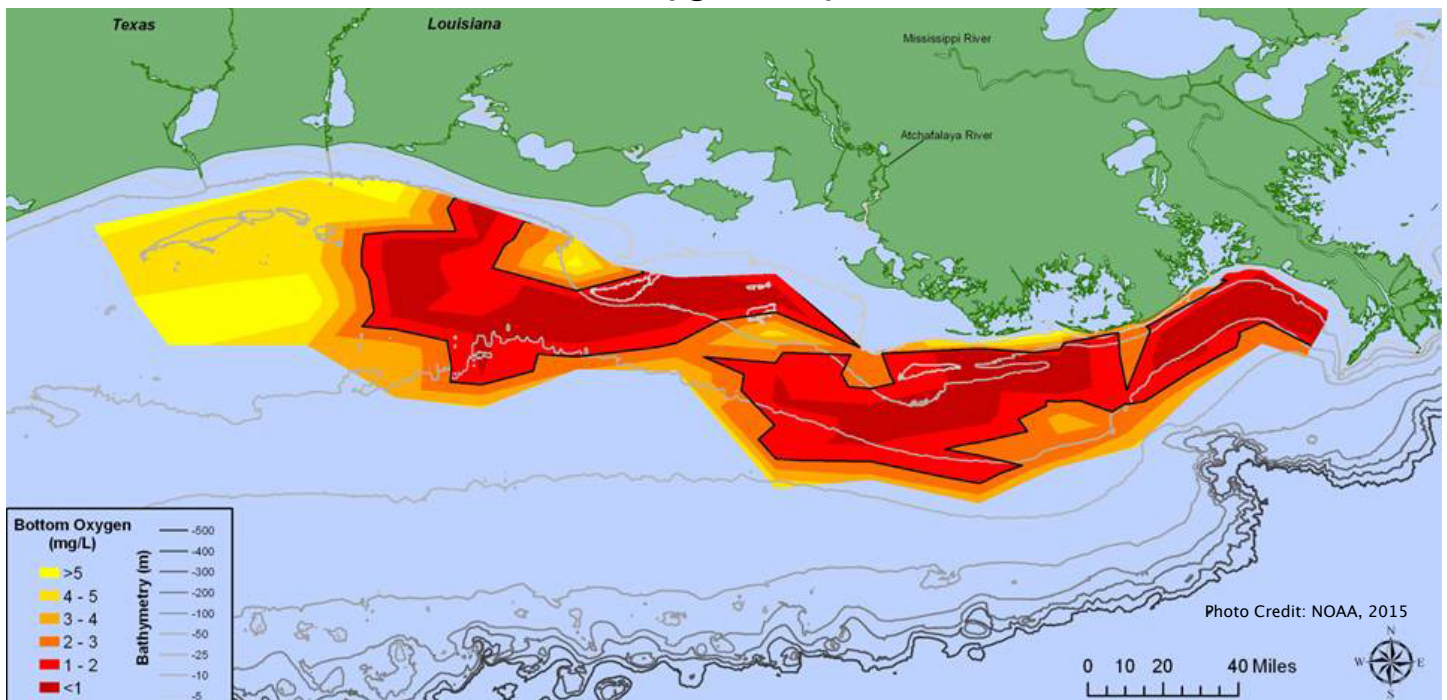 Texas
Louisiana
Mississippi River
Atchafalaya River
Bottom Oxygen
(mg/L)
>5
4 - 5
3 - 4
2 - 3
1 - 2
<1
Bathymetry (m)
-500
-400
-300
-200
-100
-50
-25
-10
-5
Photo Credit: NOAA, 2015
0 10 20 40 Miles
N
W E
S